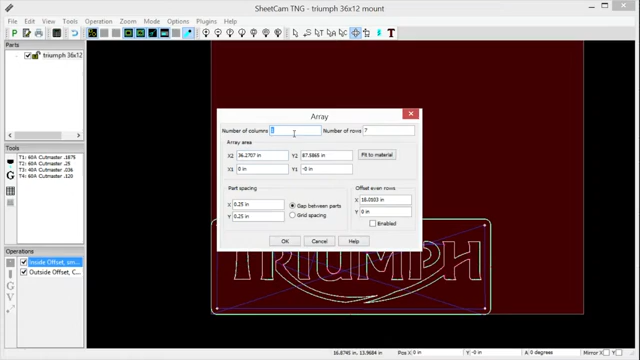 SheetCam TNG - triumph 36x12 mount
File Edit View Tools Operation Zoom Modes Options Plugins Help
Parts
triumph 36x12
Tools
T1: 60A Cutmaster .1875
T3: 60A Cutmaster
T4: 60A Cutmaster .036
T2: 60A Cutmaster .120
Operations
Inside Offset, sm
Outside Offset, C
Array
Number of columns 1 Number of rows 7
Array area
X2 36.2707 in Y2 87.5865 in Fit to material
X1 0 in Y1 -0 in
Part spacing Offset even rows
X 0.25 in Gap between parts X 18.0003 in
Y 0.25 in Grid spacing Y 0 in
Enabled
OK Cancel Help
TRIUMPH
16.8745 in, 13.9684 in Pos X 0 in Y -0 in A 0 degrees Mirror X Y